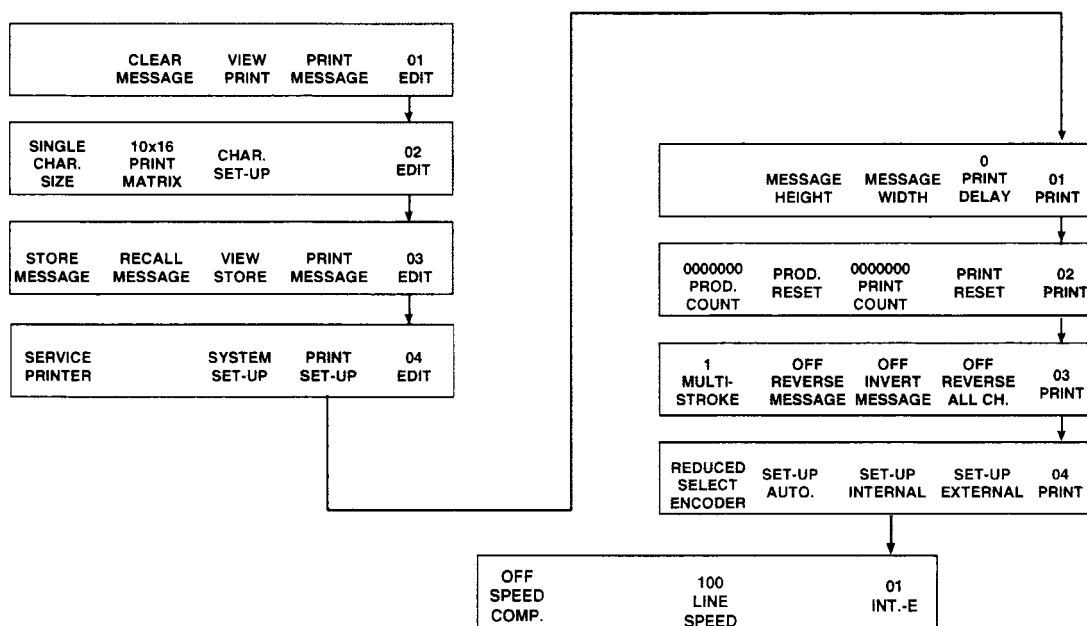 CLEAR VIEW PRINT 01
MESSAGE PRINT MESSAGE EDIT
SINGLE 10x16
CHAR. PRINT CHAR. 02
SIZE MATRIX SET-UP EDIT
STORE RECALL VIEW PRINT 03
MESSAGE MESSAGE STORE MESSAGE EDIT
SERVICE SYSTEM PRINT 04
PRINTER SET-UP SET-UP EDIT
0
MESSAGE MESSAGE PRINT 01
HEIGHT WIDTH DELAY PRINT
0000000 PROD. 0000000 PRINT 02
PROD. RESET PRINT RESET PRINT
COUNT COUNT
1 OFF OFF OFF 03
MULTI- REVERSE INVERT REVERSE PRINT
STROKE MESSAGE MESSAGE ALL CH.
REDUCED
SELECT SET-UP SET-UP SET-UP 04
ENCODER AUTO. INTERNAL EXTERNAL PRINT
OFF 100 01
SPEED LINE INT.-E
COMP. SPEED